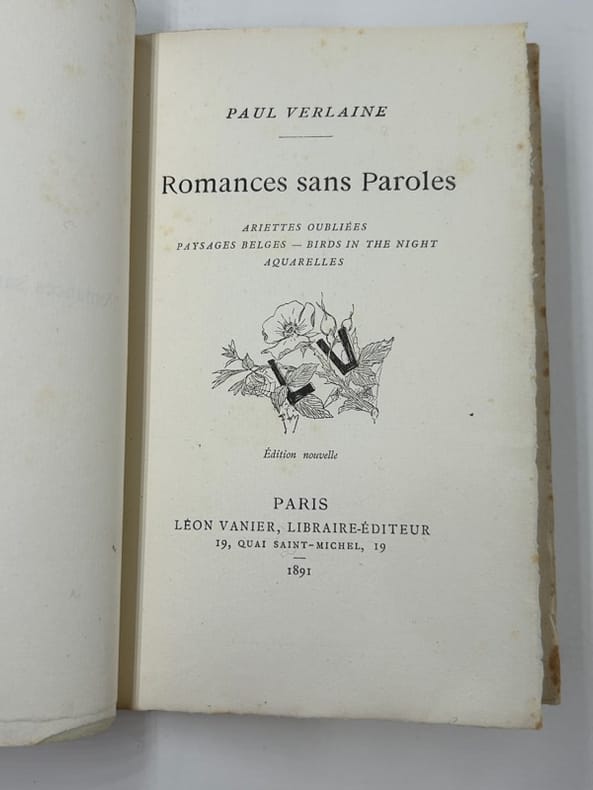 PAUL VERLAINE
Romances sans Paroles
ARIETTES OUBLIÉES
PAYSAGES BELGES — BIRDS IN THE NIGHT
AQUARELLES
L V
Édition nouvelle
PARIS
LÉON VANIER, LIBRAIRE-ÉDITEUR
19, QUAI SAINT-MICHEL, 19
1891